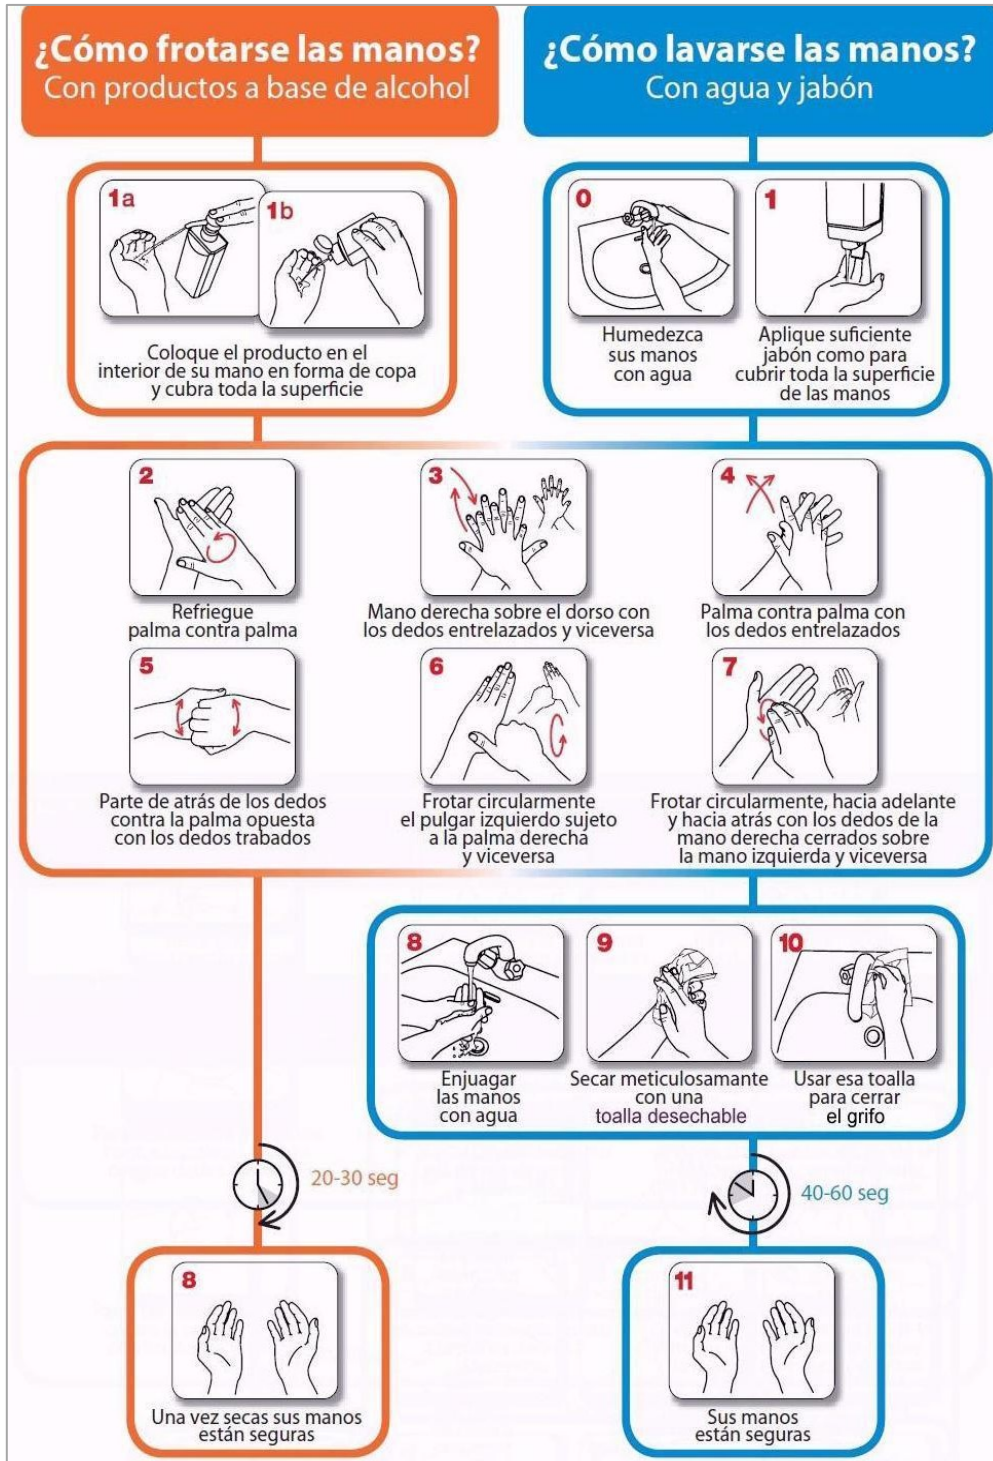 ¿Cómo frotarse las manos?
Con productos a base de alcohol
¿Cómo lavarse las manos?
Con agua y jabón
1a
1b
Coloque el producto en el
interior de su mano en forma de copa
y cubra toda la superficie
0
Humedezca
sus manos
con agua
1
Aplique suficiente
jabón como para
cubrir toda la superficie
de las manos
2
Refriegue
palma contra palma
3
Mano derecha sobre el dorso con
los dedos entrelazados y viceversa
4
Palma contra palma con
los dedos entrelazados
5
Parte de atrás de los dedos
contra la palma opuesta
con los dedos trabados
6
Frotar circularmente
el pulgar izquierdo sujeto
a la palma derecha
y viceversa
7
Frotar circularmente, hacia adelante
y hacia atrás con los dedos de la
mano derecha cerrados sobre
la mano izquierda y viceversa
8
Enjuagar
las manos
con agua
9
Secar meticulosamante
con una
toalla desechable
10
Usar esa toalla
para cerrar
el grifo
20-30 seg
40-60 seg
8
Una vez secas sus manos
están seguras
11
Sus manos
están seguras